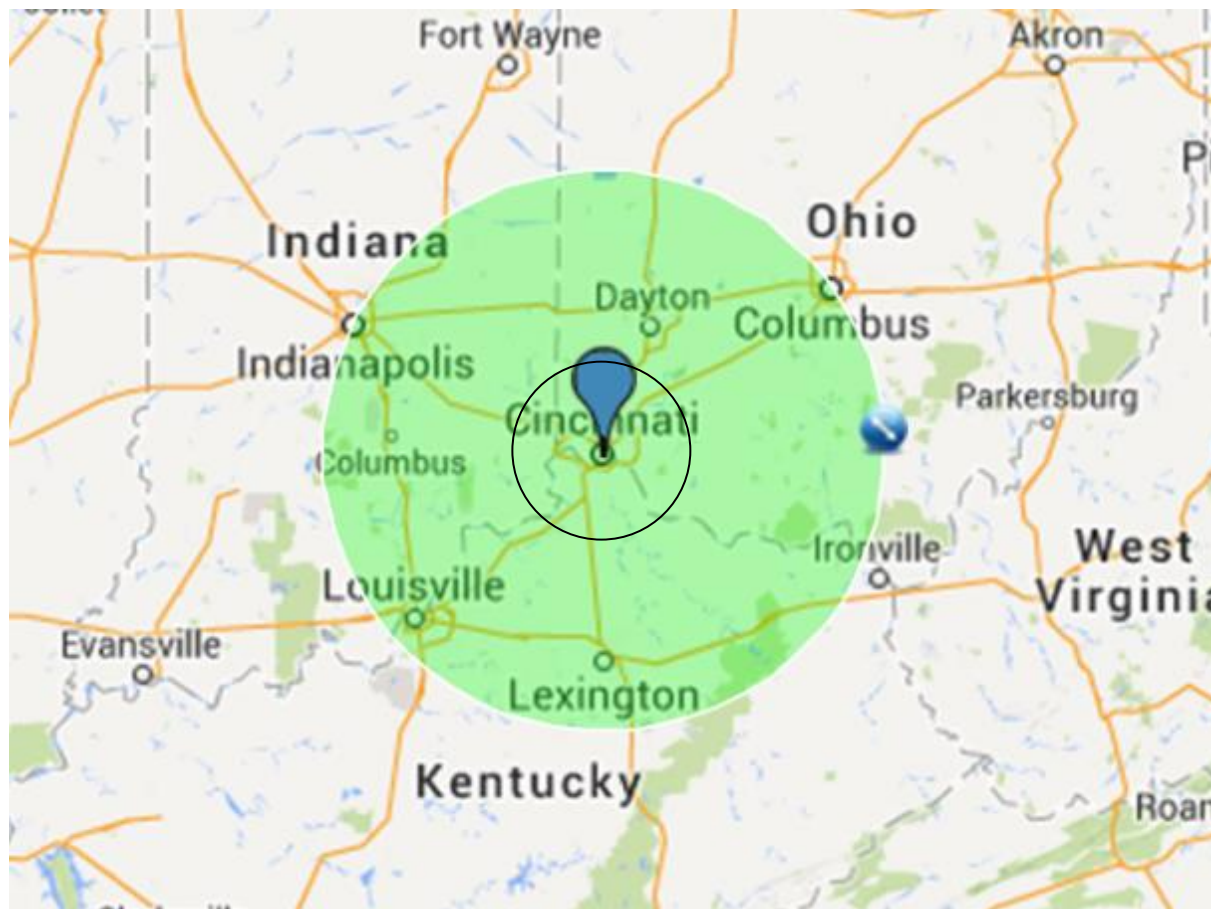 Fort Wayne
Akron
Indiana
Ohio
Dayton
Columbus
Indianapolis
Parkersburg
Cincinnati
Columbus
Ironville
West
Virginia
Louisville
Evansville
Lexington
Kentucky